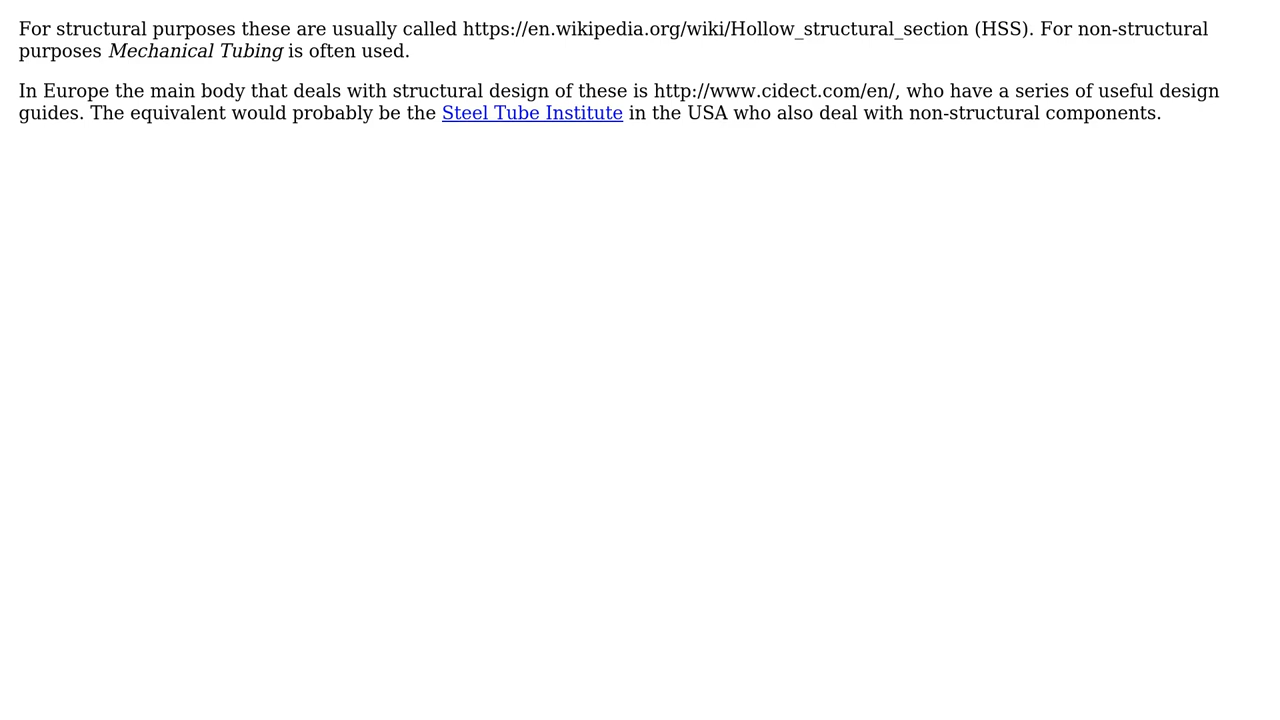 For structural purposes these are usually called https://en.wikipedia.org/wiki/Hollow_structural_section (HSS). For non-structural
purposes Mechanical Tubing is often used.
In Europe the main body that deals with structural design of these is http://www.cidect.com/en/, who have a series of useful design
guides. The equivalent would probably be the Steel Tube Institute in the USA who also deal with non-structural components.